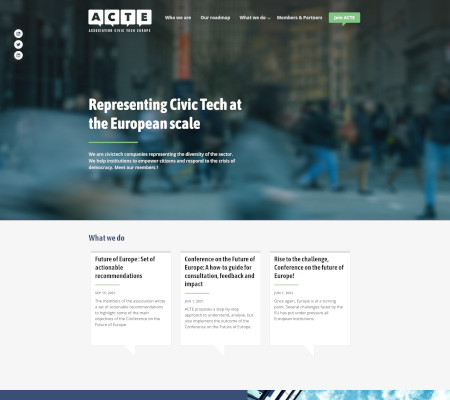 ACTE
ASSOCIATION CIVIC TECH EUROPE
Who we are
Our roadmap
What we do
Members & Partners
Join ACTE
Representing Civic Tech at
the European scale
We are civictech companies representing the diversity of the sector.
We help institutions to empower citizens and respond to the crisis of
democracy. Meet our members !
What we do
Future of Europe : Set of
actionable
recommendations
The members of the association wrote
a set of actionable recommendations
to highlight some of the main
objectives of the Conference on the
Future of Europe.
Conference on the Future of
Europe: A how-to guide for
consultation, feedback and
impact
ACTE proposes a step-by-step
approach to understand, analyse, but
also implement the outcome of the
Conference on the Future of Europe.
Rise to the challenge,
Conference on the future of
Europe!
Once again, Europe is at a turning
point. Several challenges faced by the
EU has put under pressure all
European institutions.